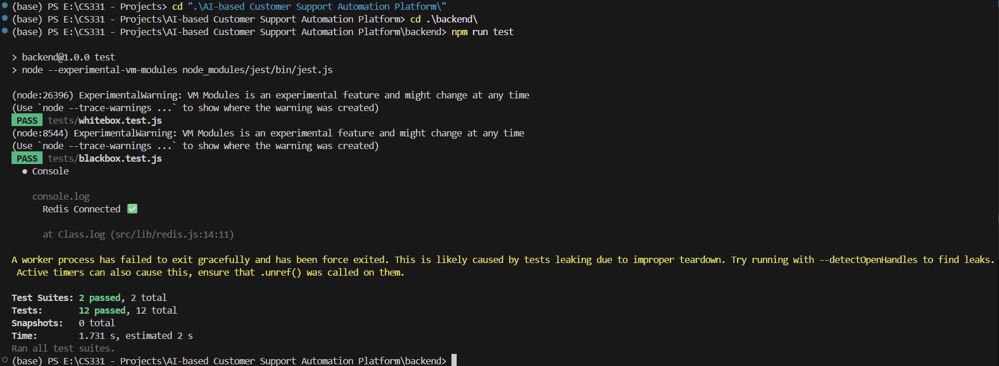 (base) PS E:\CS331 - Projects> cd ".\AI-based Customer Support Automation Platform\"
(base) PS E:\CS331 - Projects\AI-based Customer Support Automation Platform> cd .\backend\
(base) PS E:\CS331 - Projects\AI-based Customer Support Automation Platform\backend> npm run test
> backend@1.0.0 test
> node --experimental-vm-modules node_modules/jest/bin/jest.js
(node:26396) ExperimentalWarning: VM Modules is an experimental feature and might change at any time
(Use `node --trace-warnings ...` to show where the warning was created)
PASS tests/whitebox.test.js
(node:8544) ExperimentalWarning: VM Modules is an experimental feature and might change at any time
(Use `node --trace-warnings ...` to show where the warning was created)
PASS tests/blackbox.test.js
● Console
console.log
Redis Connected ✅
at Class.log (src/lib/redis.js:14:11)
A worker process has failed to exit gracefully and has been force exited. This is likely caused by tests leaking due to improper teardown. Try running with --detectOpenHandles to find leaks.
Active timers can also cause this, ensure that .unref() was called on them.
Test Suites: 2 passed, 2 total
Tests: 12 passed, 12 total
Snapshots: 0 total
Time: 1.731 s, estimated 2 s
Ran all test suites.
(base) PS E:\CS331 - Projects\AI-based Customer Support Automation Platform\backend>